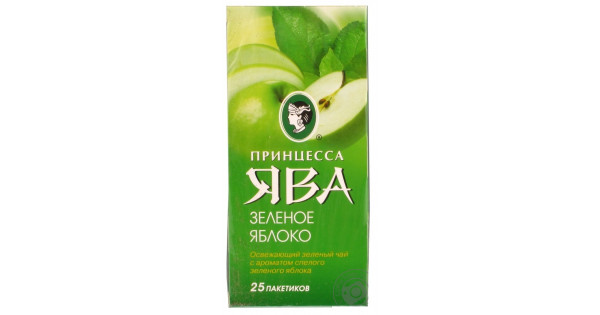 ПРИНЦЕССА
ЯВА
ЗЕЛЕНОЕ
ЯБЛОКО
Освежающий зеленый чай
с ароматом спелого
зеленого яблока
25 ПАКЕТИКОВ